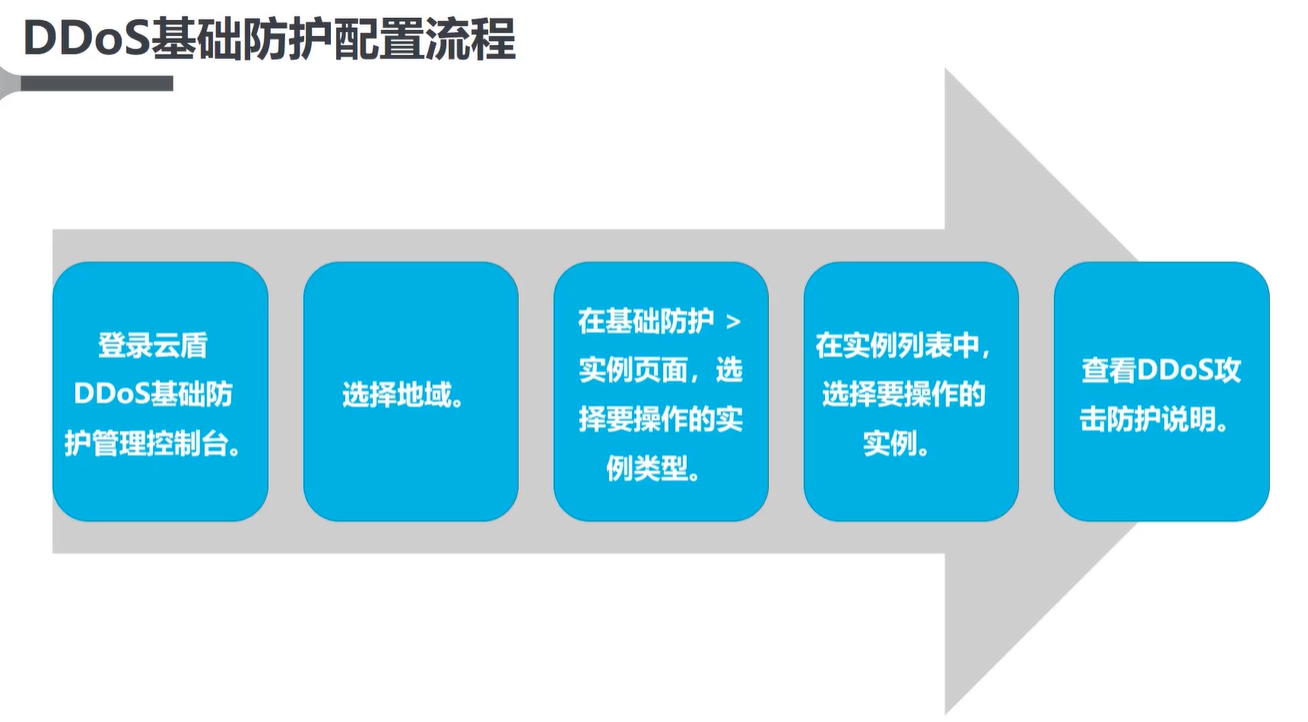 DDoS基础防护配置流程
登录云盾
DDoS基础防
护管理控制台。
选择地域。
在基础防护 >
实例页面，选
择要操作的实
例类型。
在实例列表中，
选择要操作的
实例。
查看DDoS攻
击防护说明。